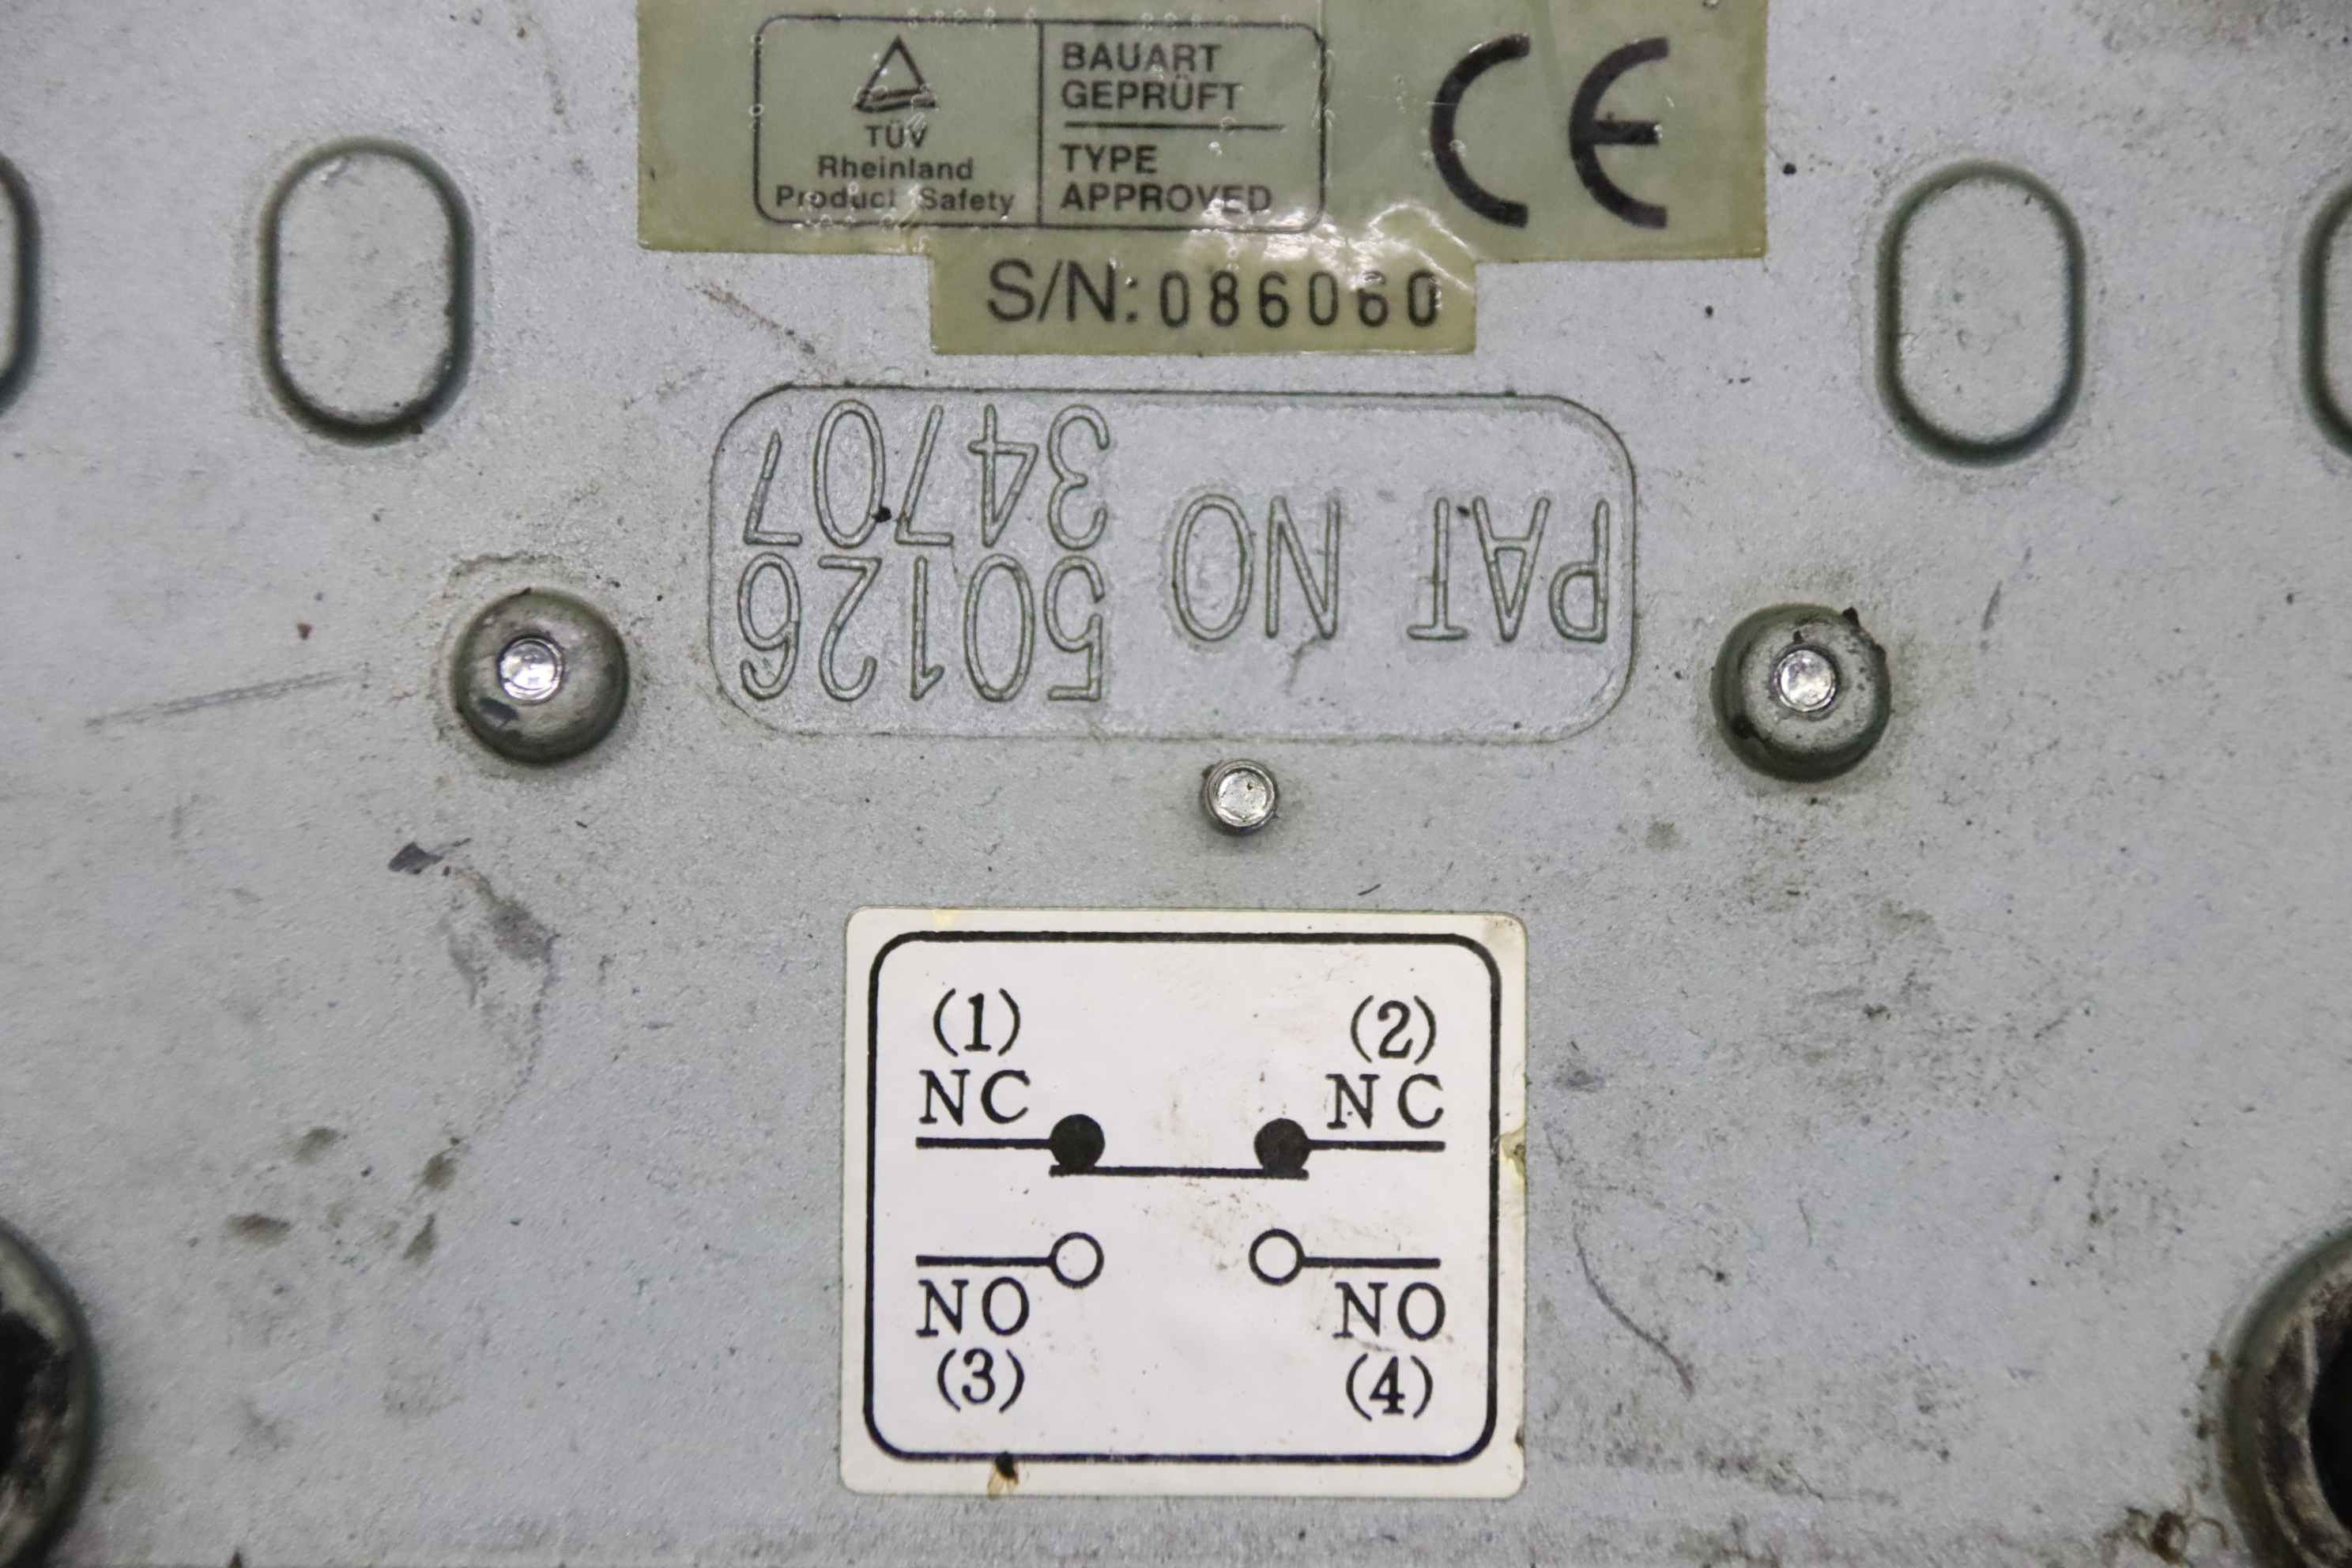 TÜV
Rheinland
Product Safety
BAUART
GEPRÜFT
TYPE
APPROVED
CE
S/N: 086060
PAT NO 50126
34707
(1) (2)
NC NC
NO NO
(3) (4)